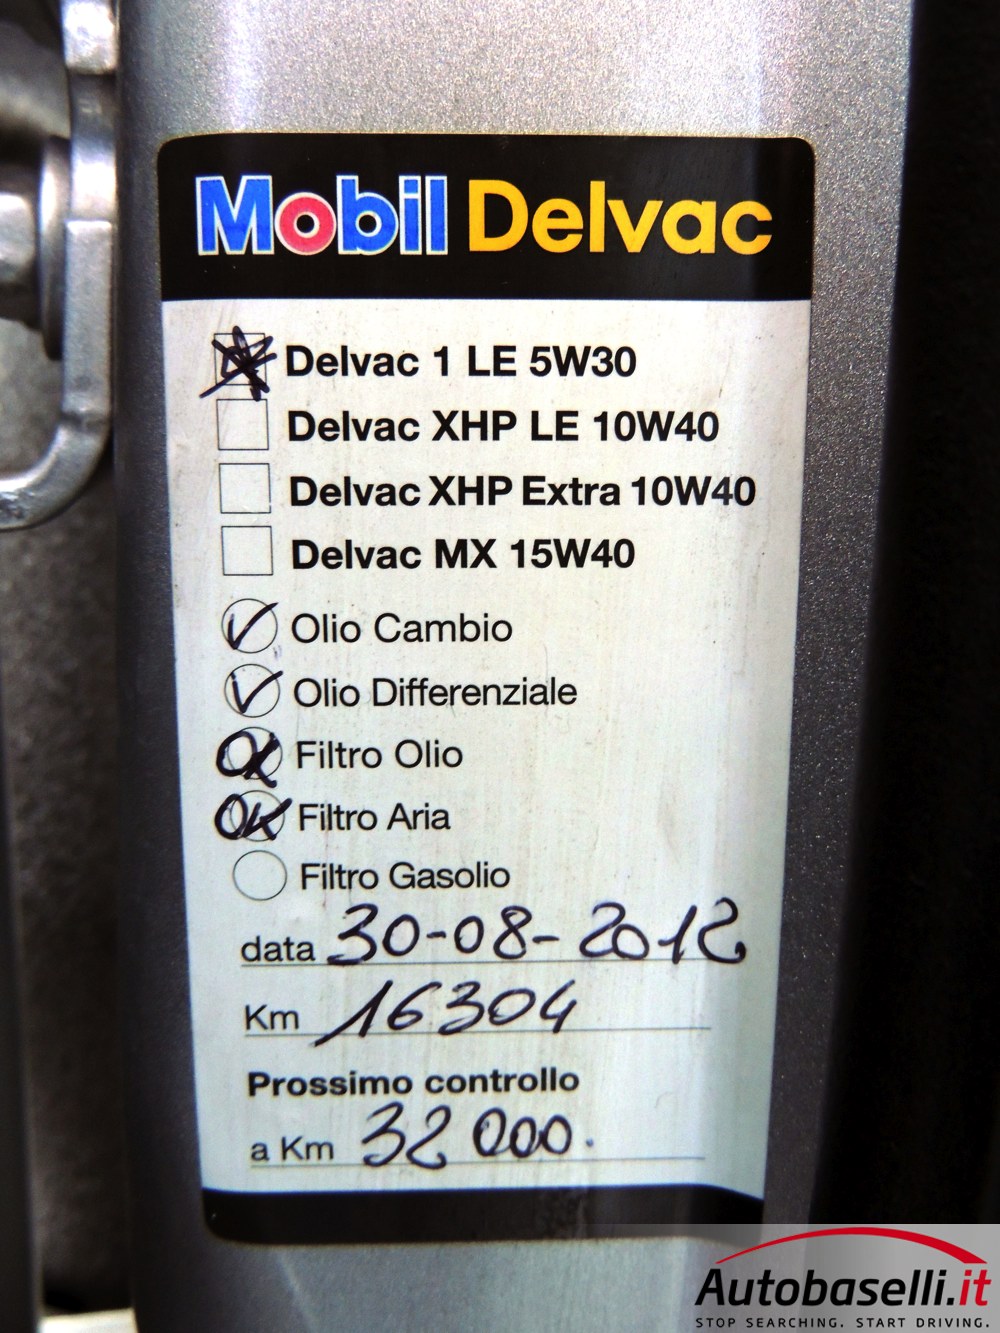 Mobil Delvac
Delvac 1 LE 5W30
Delvac XHP LE 10W40
Delvac XHP Extra 10W40
Delvac MX 15W40
Olio Cambio
Olio Differenziale
OK Filtro Olio
OK Filtro Aria
Filtro Gasolio
data 30-08-2012
Km 16304
Prossimo controllo
a Km 32000.
Autobaselli.it
STOP SEARCHING. START DRIVING.